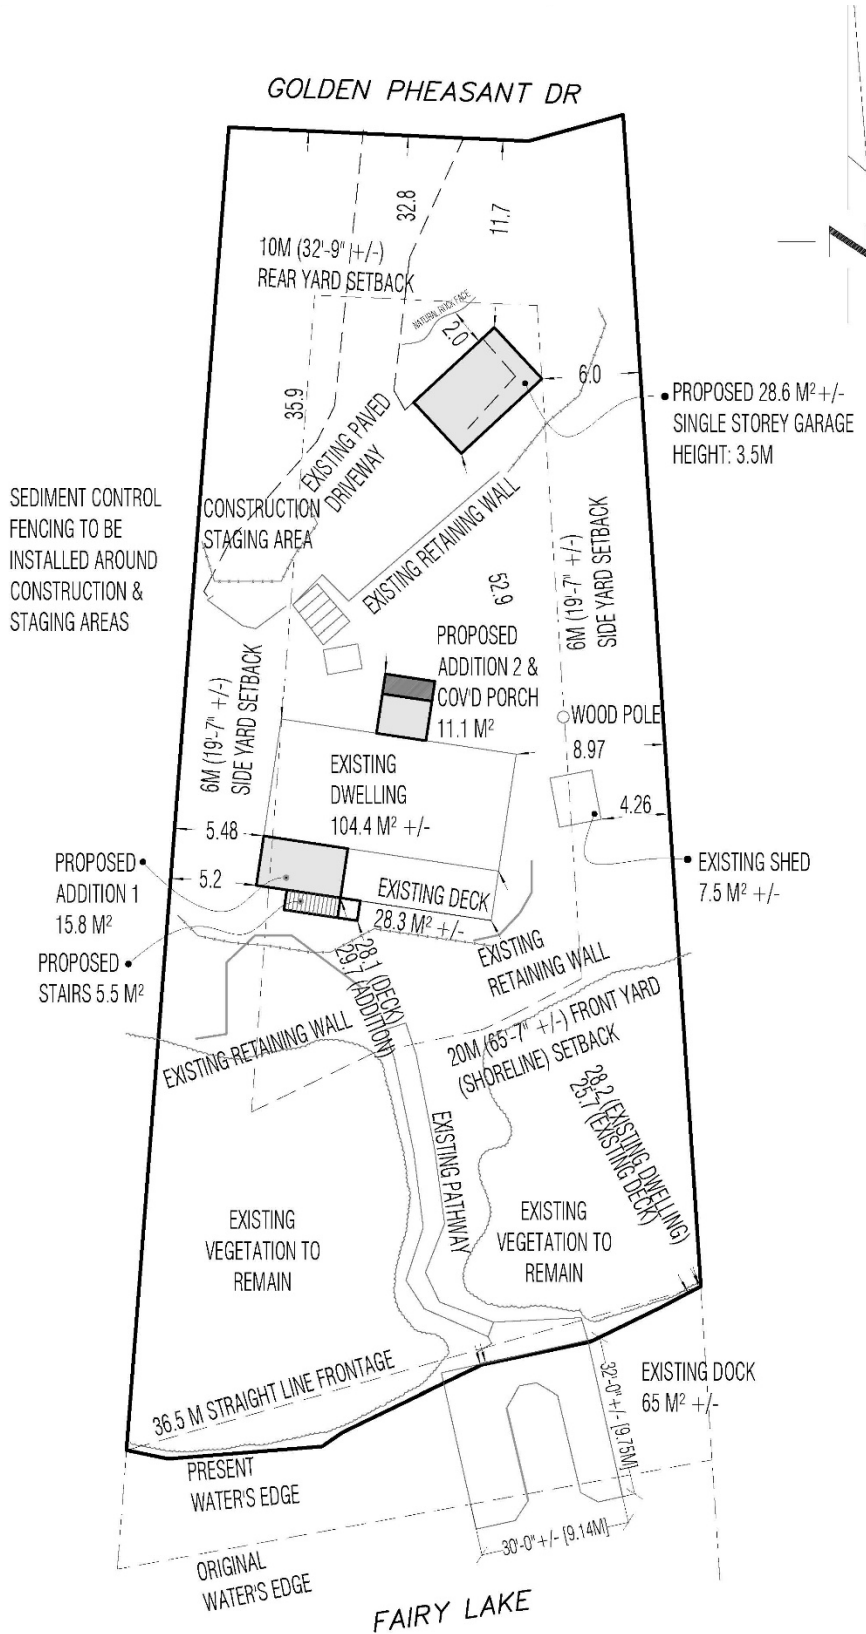 GOLDEN PHEASANT DR
32.8
11.7
10M (32'-9" +/-)
REAR YARD SETBACK
NATURAL ROCK FACE
2.0
6.0
35.9
PROPOSED 28.6 M² +/-
SINGLE STOREY GARAGE
HEIGHT: 3.5M
EXISTING PAVED
DRIVEWAY
SEDIMENT CONTROL
FENCING TO BE
INSTALLED AROUND
CONSTRUCTION &
STAGING AREAS
CONSTRUCTION
STAGING AREA
EXISTING RETAINING WALL
52.9
6M (19'-7" +/-)
SIDE YARD SETBACK
PROPOSED
ADDITION 2 &
COV'D PORCH
11.1 M²
6M (19'-7" +/-)
SIDE YARD SETBACK
WOOD POLE
8.97
EXISTING
DWELLING
104.4 M² +/-
4.26
5.48
5.2
PROPOSED
ADDITION 1
15.8 M²
EXISTING SHED
7.5 M² +/-
EXISTING DECK
28.3 M² +/-
PROPOSED
STAIRS 5.5 M²
28.1 (DECK)
29.7 (ADDITION)
EXISTING
RETAINING WALL
EXISTING RETAINING WALL
20M (65'-7" +/-) FRONT YARD
(SHORELINE) SETBACK
28.2 (EXISTING DWELLING)
25.7 (EXISTING DECK)
EXISTING PATHWAY
EXISTING
VEGETATION TO
REMAIN
EXISTING
VEGETATION TO
REMAIN
36.5 M STRAIGHT LINE FRONTAGE
EXISTING DOCK
65 M² +/-
32'-0" +/- [9.75M]
PRESENT
WATER'S EDGE
30'-0" +/- [9.14M]
ORIGINAL
WATER'S EDGE
FAIRY LAKE